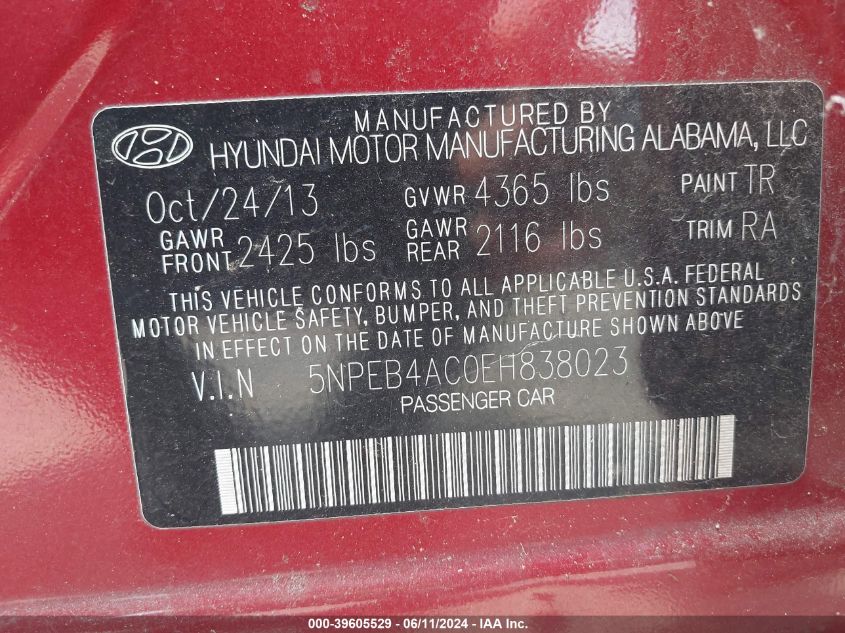 MANUFACTURED BY
HYUNDAI MOTOR MANUFACTURING ALABAMA, LLC
Oct/24/13 GVWR 4365 lbs PAINT TR
GAWR FRONT 2425 lbs GAWR REAR 2116 lbs TRIM RA
THIS VEHICLE CONFORMS TO ALL APPLICABLE U.S.A. FEDERAL
MOTOR VEHICLE SAFETY, BUMPER, AND THEFT PREVENTION STANDARDS
IN EFFECT ON THE DATE OF MANUFACTURE SHOWN ABOVE
V.I.N 5NPEB4AC0EH838023
PASSENGER CAR
000-39605529 - 06/11/2024 - IAAI - Copart - Inc.